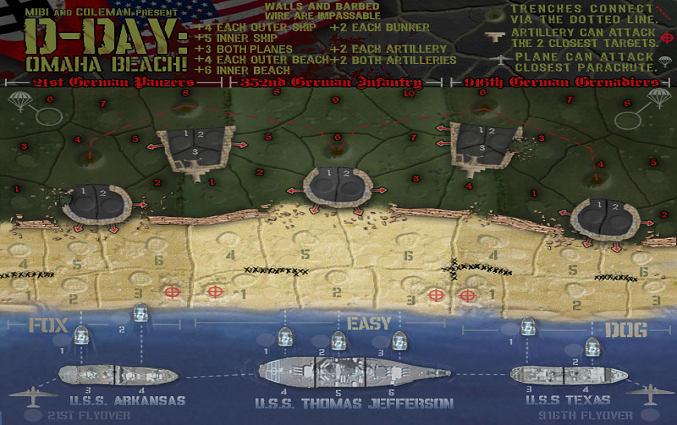 MIBI AND COLEMAN PRESENT
D-DAY:
OMAHA BEACH!
+4 EACH OUTER SHIP
+5 INNER SHIP
+3 BOTH PLANES
+4 EACH OUTER BEACH
+6 INNER BEACH
WALLS AND BARBED
WIRE ARE IMPASSABLE
+2 EACH BUNKER
+2 EACH ARTILLERY
+2 BOTH ARTILLERIES
TRENCHES CONNECT
VIA THE DOTTED LINE.
ARTILLERY CAN ATTACK
THE 2 CLOSEST TARGETS.
PLANE CAN ATTACK
CLOSEST PARACHUTE.
21st German Panzers
352nd German Infantry
916th German Grenadiers
FOX
EASY
DOG
U.S.S. ARKANSAS
U.S.S. THOMAS JEFFERSON
U.S.S TEXAS
21ST FLYOVER
916TH FLYOVER